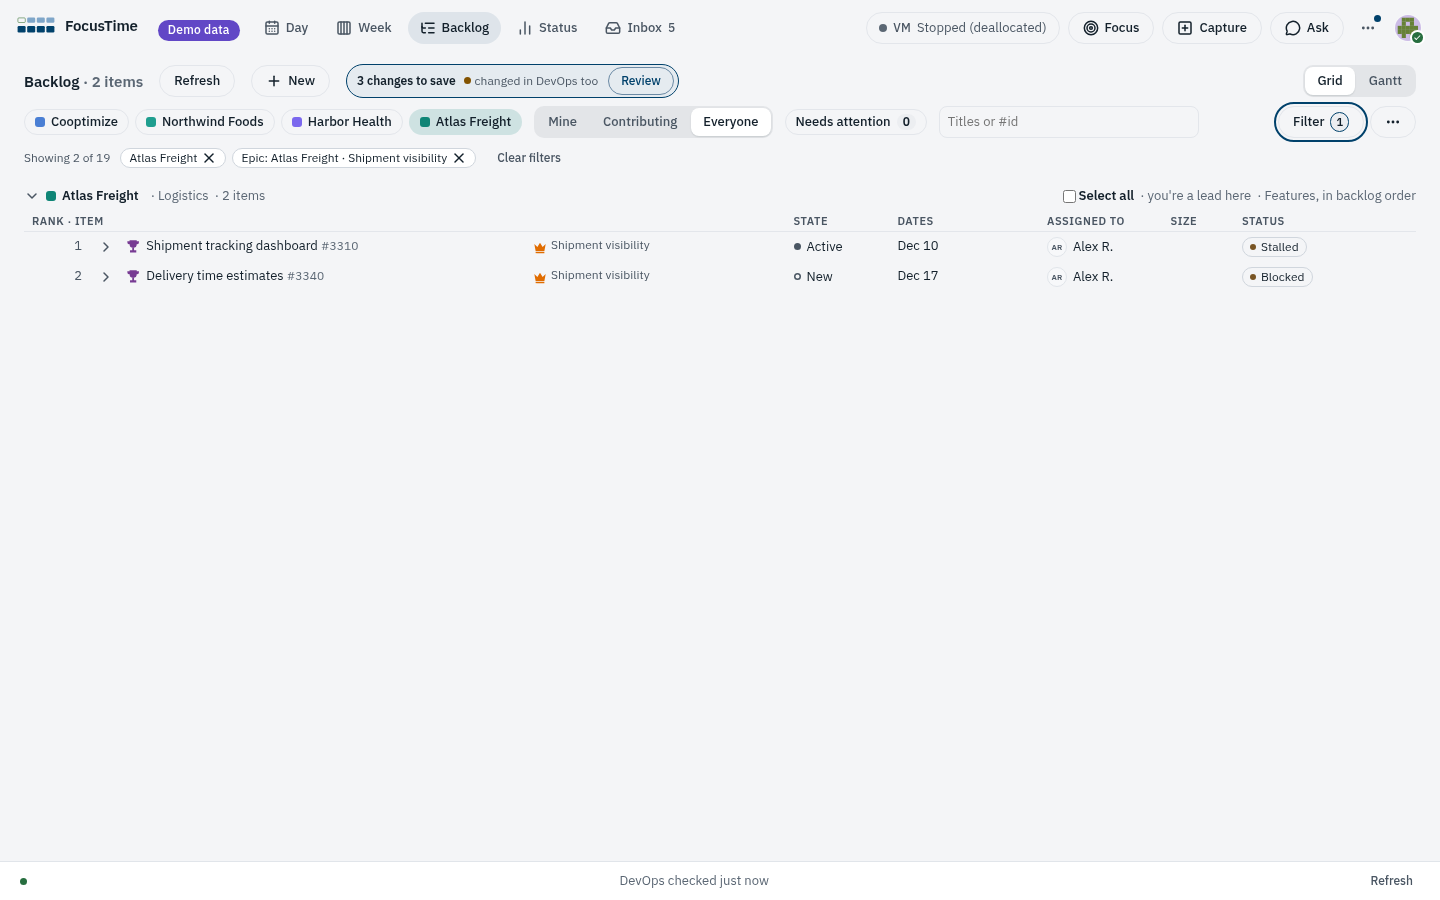 FocusTime
Demo data
Day
Week
Backlog
Status
Inbox 5
VM Stopped (deallocated)
Focus
Capture
Ask
Backlog · 2 items
Refresh
New
3 changes to save
changed in DevOps too
Review
Grid
Gantt
Cooptimize
Northwind Foods
Harbor Health
Atlas Freight
Mine
Contributing
Everyone
Needs attention 0
Titles or #id
Filter 1
Showing 2 of 19
Atlas Freight
Epic: Atlas Freight · Shipment visibility
Clear filters
Atlas Freight · Logistics · 2 items
Select all · you're a lead here · Features, in backlog order
RANK · ITEM
STATE
DATES
ASSIGNED TO
SIZE
STATUS
1 Shipment tracking dashboard #3310
Shipment visibility
Active
Dec 10
AR Alex R.
Stalled
2 Delivery time estimates #3340
Shipment visibility
New
Dec 17
AR Alex R.
Blocked
DevOps checked just now
Refresh